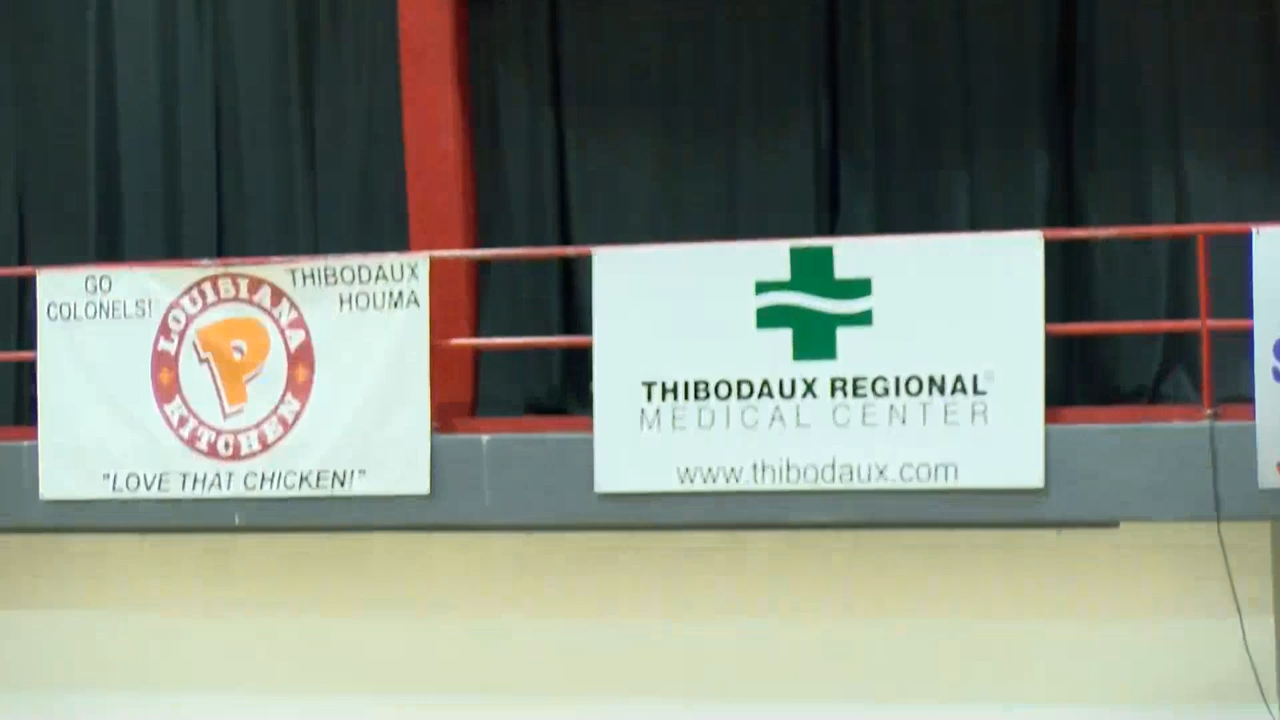 GO
COLONELS!
THIBODAUX
HOUMA
LOUISIANA
P
KITCHEN
"LOVE THAT CHICKEN!"
THIBODAUX REGIONAL
MEDICAL CENTER
www.thibodaux.com